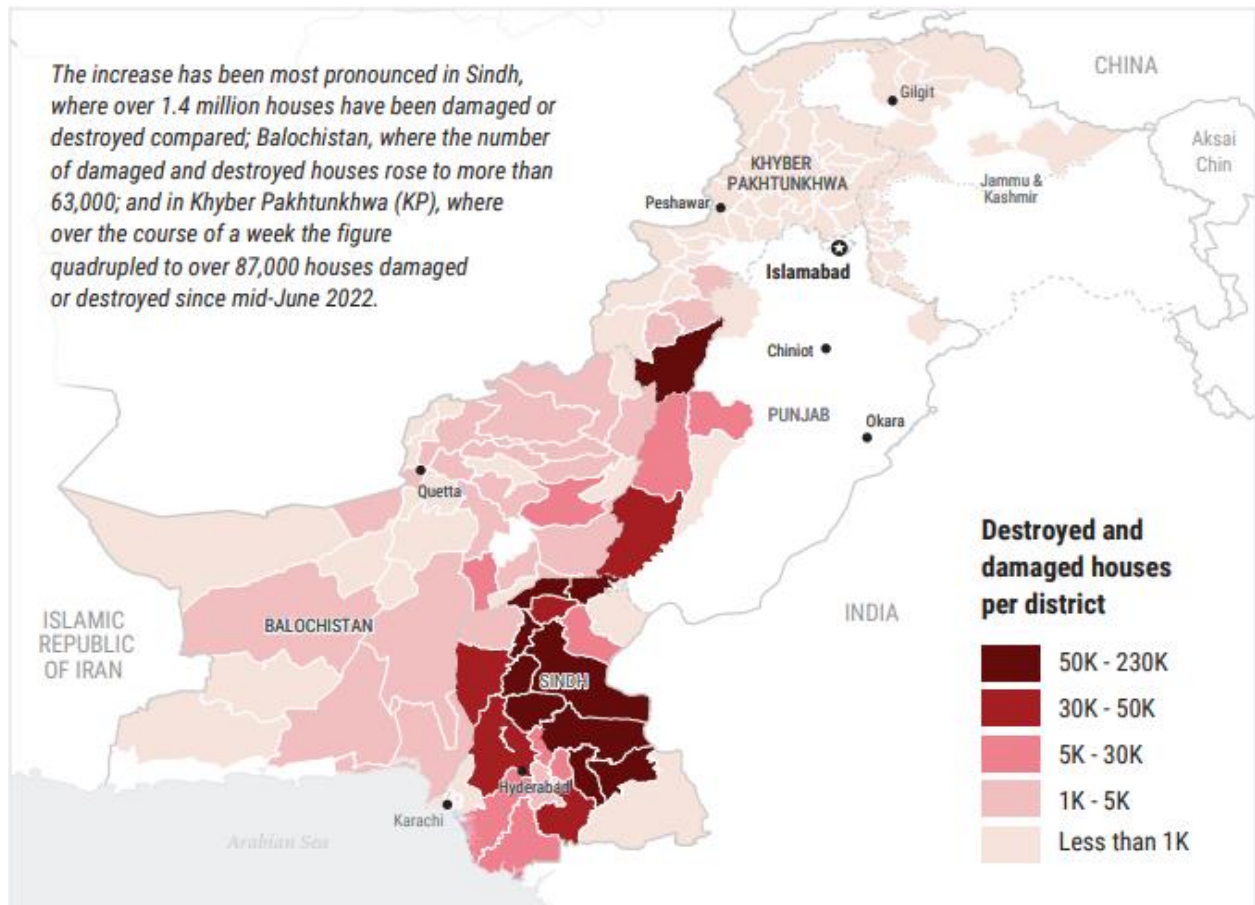 The increase has been most pronounced in Sindh,
where over 1.4 million houses have been damaged or
destroyed compared; Balochistan, where the number
of damaged and destroyed houses rose to more than
63,000; and in Khyber Pakhtunkhwa (KP), where
over the course of a week the figure
quadrupled to over 87,000 houses damaged
or destroyed since mid-June 2022.
CHINA
Gilgit
Aksai
Chin
KHYBER
PAKHTUNKHWA
Jammu &
Kashmir
Peshawar
Islamabad
Chiniot
PUNJAB
Okara
Quetta
ISLAMIC
REPUBLIC
OF IRAN
BALOCHISTAN
INDIA
SINDH
Hyderabad
Karachi
Arabian Sea
Destroyed and
damaged houses
per district
50K - 230K
30K - 50K
5K - 30K
1K - 5K
Less than 1K